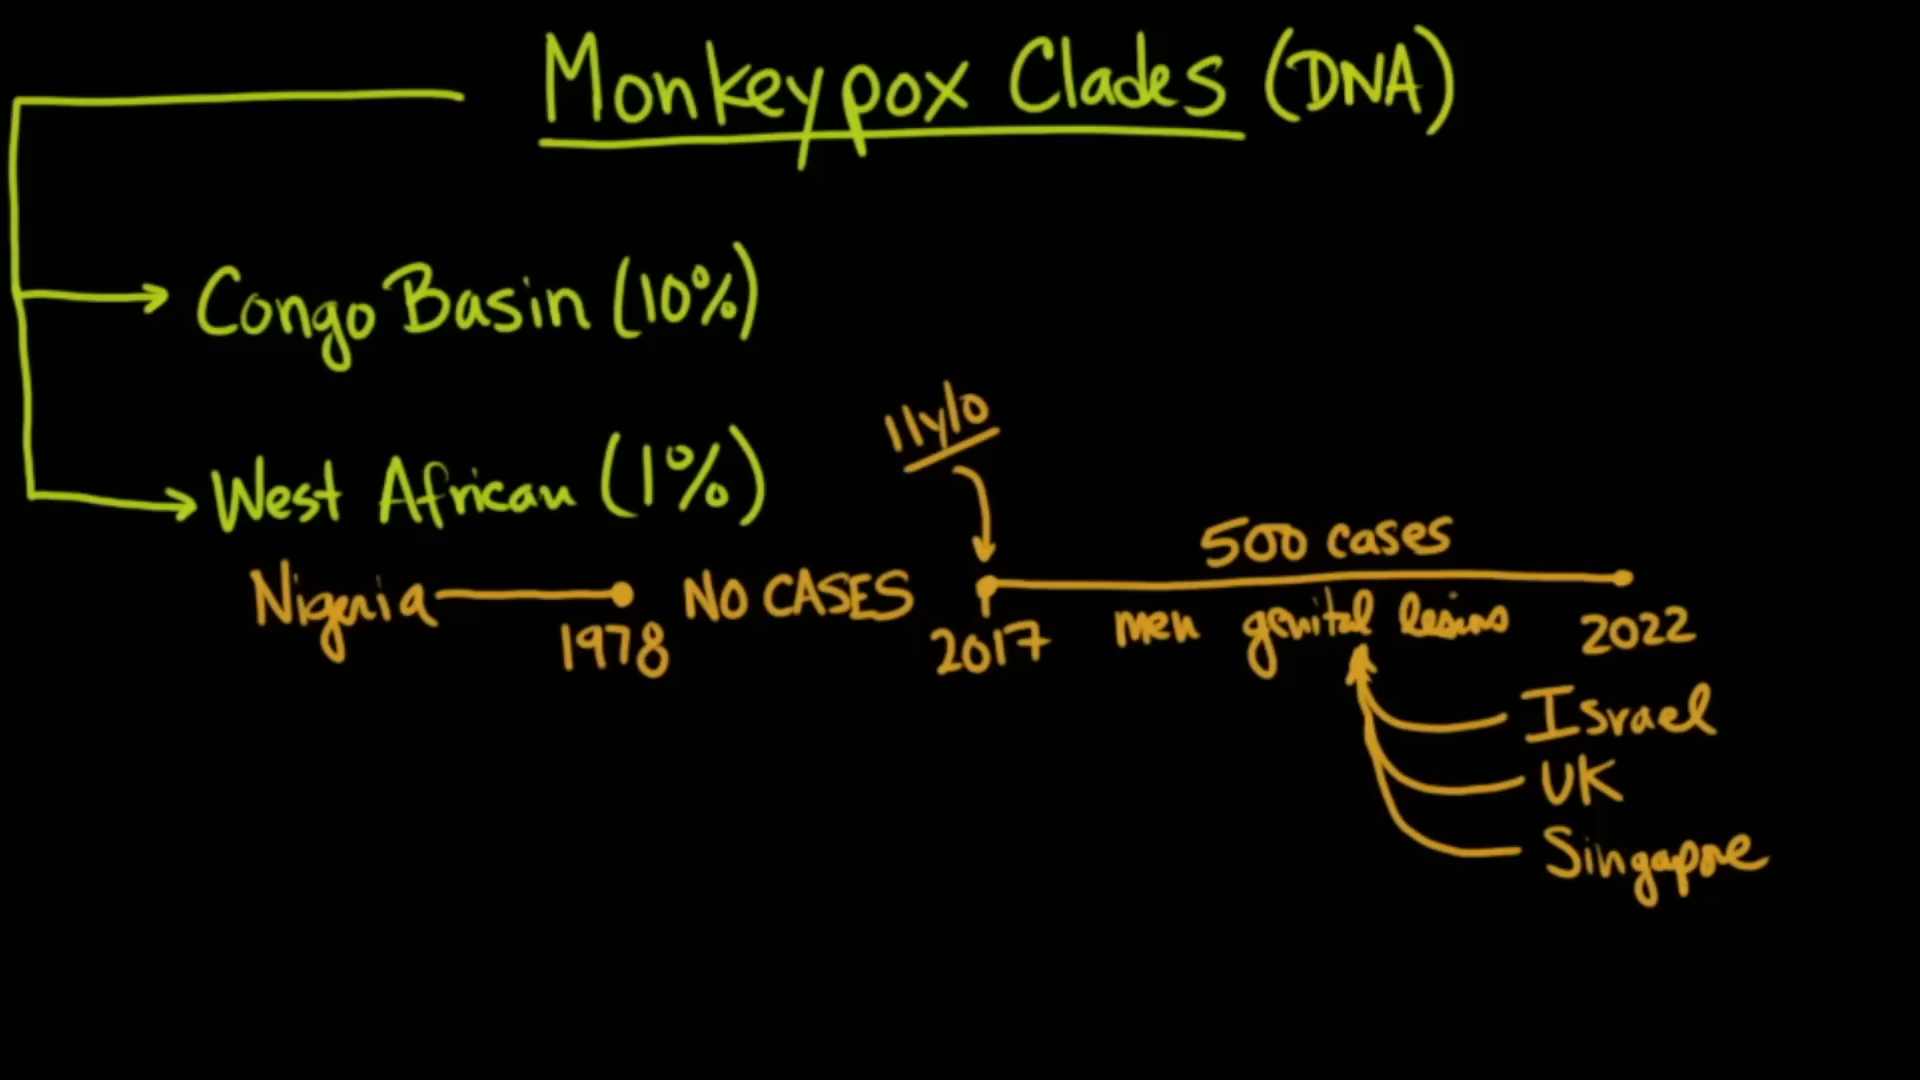 Monkeypox Clades (DNA)
Congo Basin (10%)
West African (1%)
11y/o
500 cases
Nigeria
NO CASES
1978
2017
men genital lesions
2022
Israel
UK
Singapore